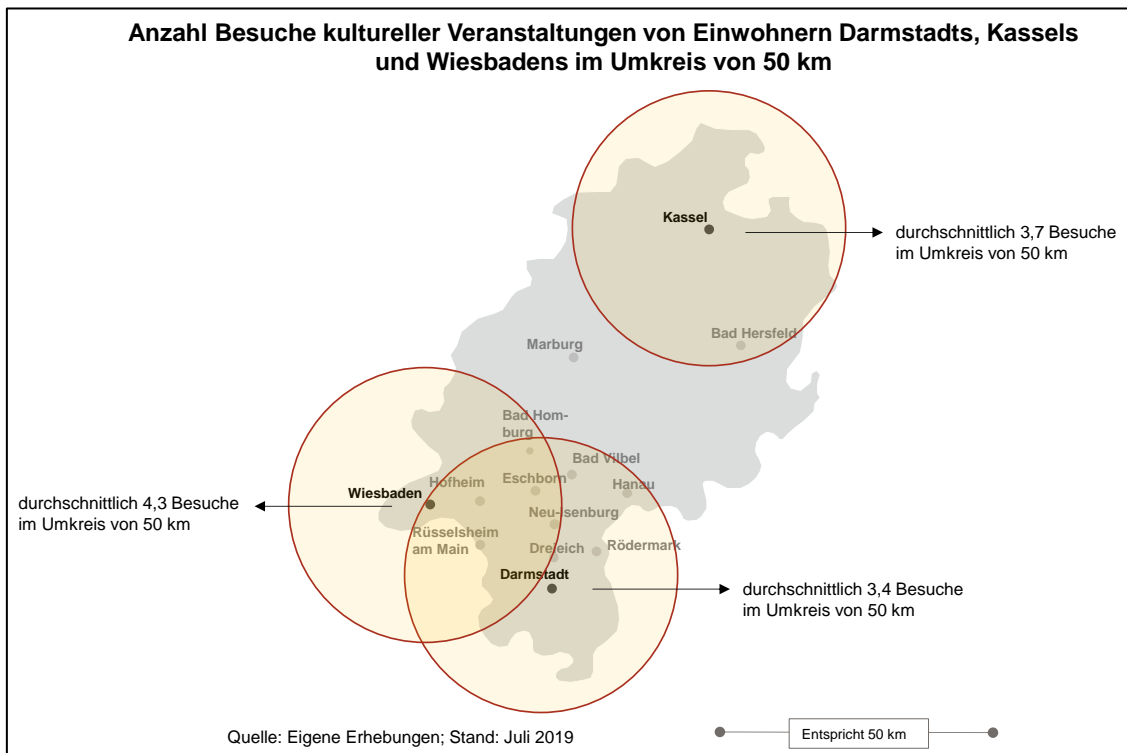 Anzahl Besuche kultureller Veranstaltungen von Einwohnern Darmstadts, Kassels
und Wiesbadens im Umkreis von 50 km
Kassel
durchschnittlich 3,7 Besuche
im Umkreis von 50 km
Bad Hersfeld
Marburg
Bad Hom-
burg
Bad Vilbel
Eschborn
Hanau
Hofheim
Wiesbaden
durchschnittlich 4,3 Besuche
im Umkreis von 50 km
Neu-Isenburg
Rüsselsheim
am Main
Dreieich
Rödermark
Darmstadt
durchschnittlich 3,4 Besuche
im Umkreis von 50 km
Quelle: Eigene Erhebungen; Stand: Juli 2019
Entspricht 50 km